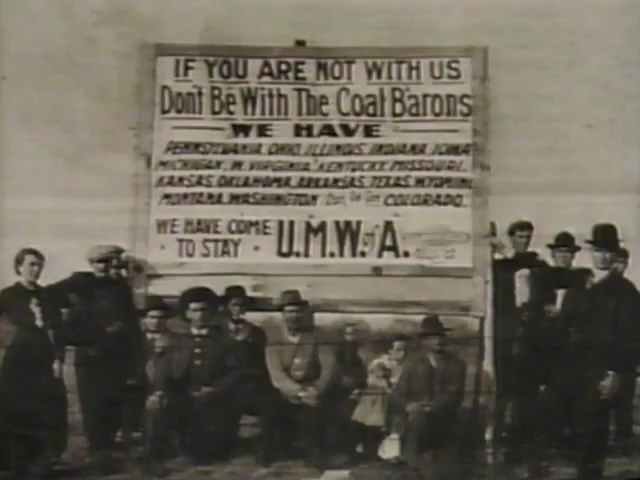 IF YOU ARE NOT WITH US
Don't Be With The Coal Barons
WE HAVE
PENNSYLVANIA, OHIO, ILLINOIS, INDIANA, IOWA
MICHIGAN, W. VIRGINIA, KENTUCKY, MISSOURI,
KANSAS, OKLAHOMA, ARKANSAS, TEXAS, WYOMING
MONTANA, WASHINGTON COLORADO.
WE HAVE COME
TO STAY
U.M.W. of A.